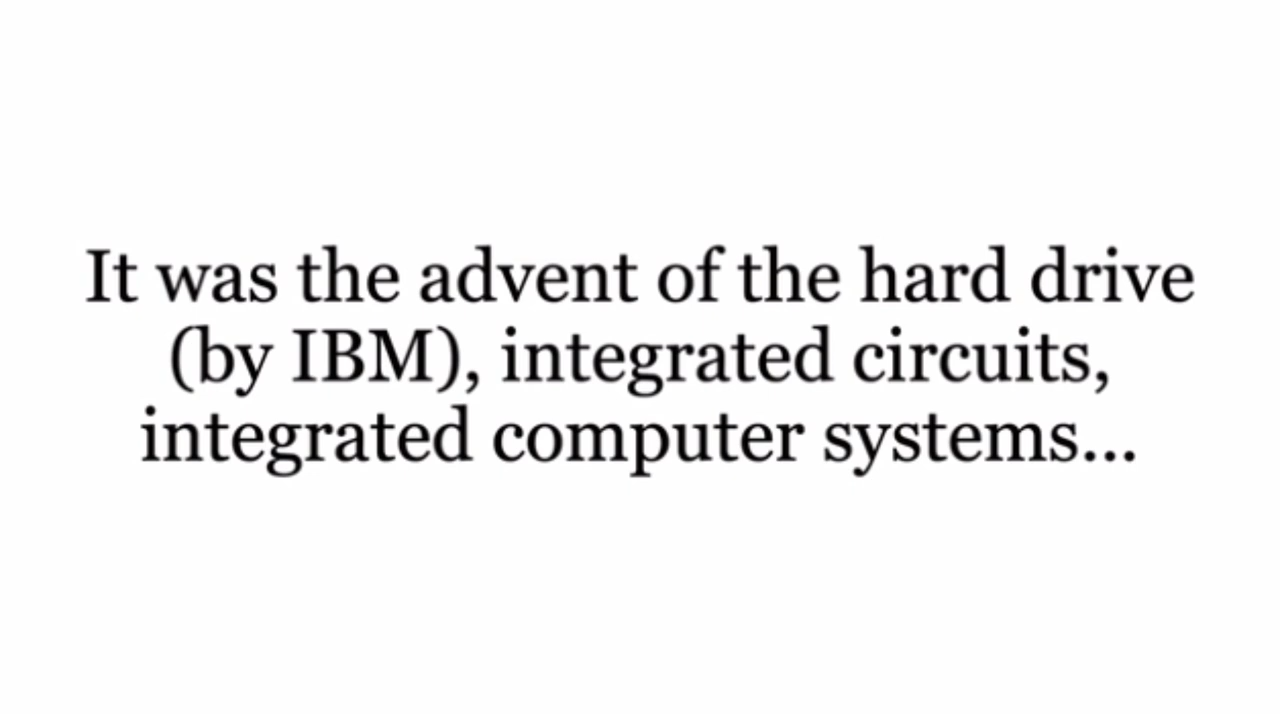 It was the advent of the hard drive
(by IBM), integrated circuits,
integrated computer systems...